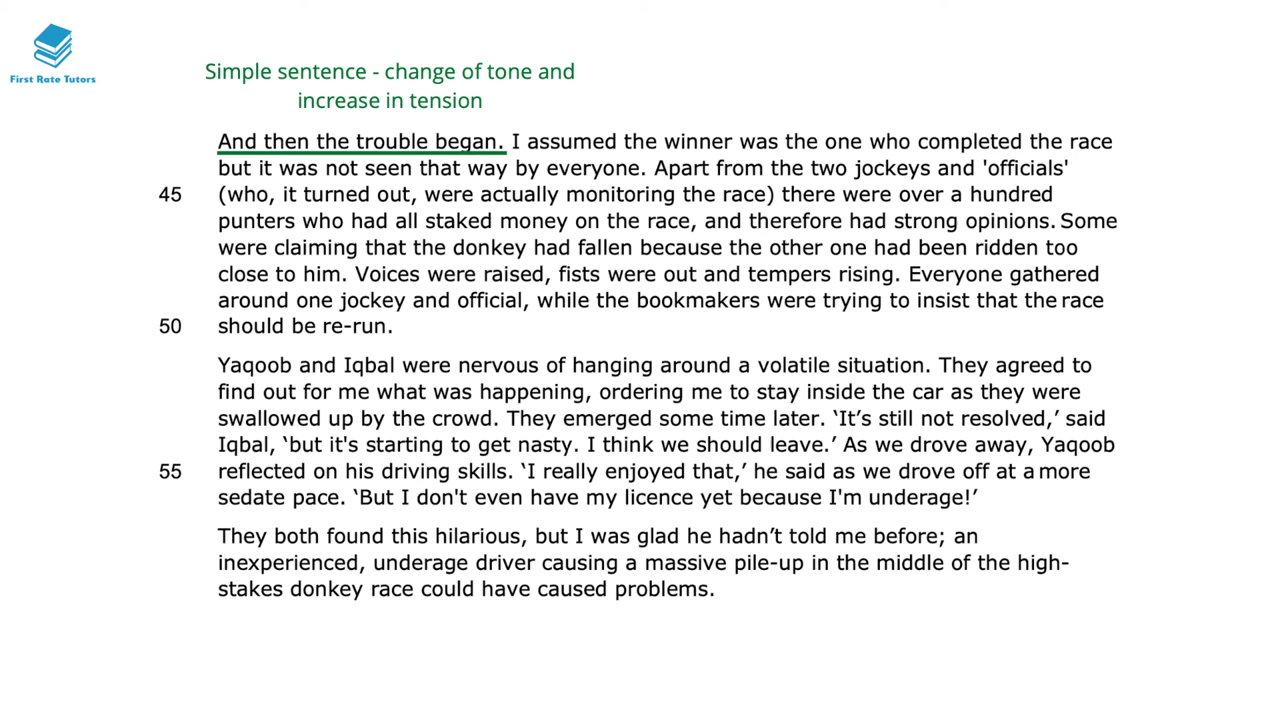 First Rate Tutors
Simple sentence - change of tone and
increase in tension
And then the trouble began. I assumed the winner was the one who completed the race
but it was not seen that way by everyone. Apart from the two jockeys and 'officials'
45 (who, it turned out, were actually monitoring the race) there were over a hundred
punters who had all staked money on the race, and therefore had strong opinions. Some
were claiming that the donkey had fallen because the other one had been ridden too
close to him. Voices were raised, fists were out and tempers rising. Everyone gathered
around one jockey and official, while the bookmakers were trying to insist that the race
50 should be re-run.
Yaqoob and Iqbal were nervous of hanging around a volatile situation. They agreed to
find out for me what was happening, ordering me to stay inside the car as they were
swallowed up by the crowd. They emerged some time later. ‘It’s still not resolved,’ said
Iqbal, ‘but it's starting to get nasty. I think we should leave.’ As we drove away, Yaqoob
55 reflected on his driving skills. ‘I really enjoyed that,’ he said as we drove off at a more
sedate pace. ‘But I don't even have my licence yet because I'm underage!’
They both found this hilarious, but I was glad he hadn’t told me before; an
inexperienced, underage driver causing a massive pile-up in the middle of the high-
stakes donkey race could have caused problems.